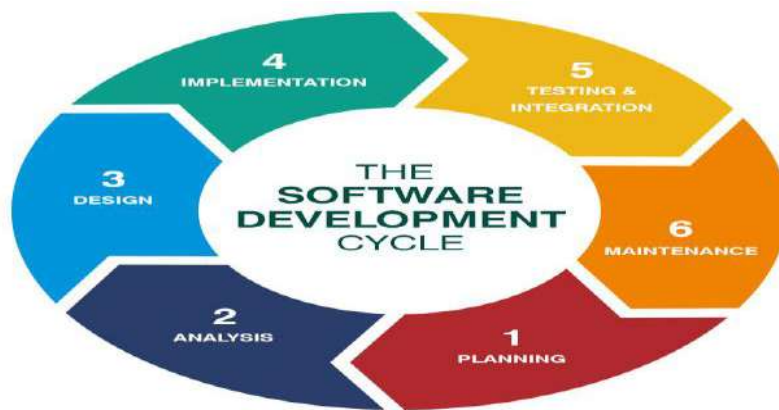 THE
SOFTWARE
DEVELOPMENT
CYCLE
1
PLANNING
2
ANALYSIS
3
DESIGN
4
IMPLEMENTATION
5
TESTING &
INTEGRATION
6
MAINTENANCE